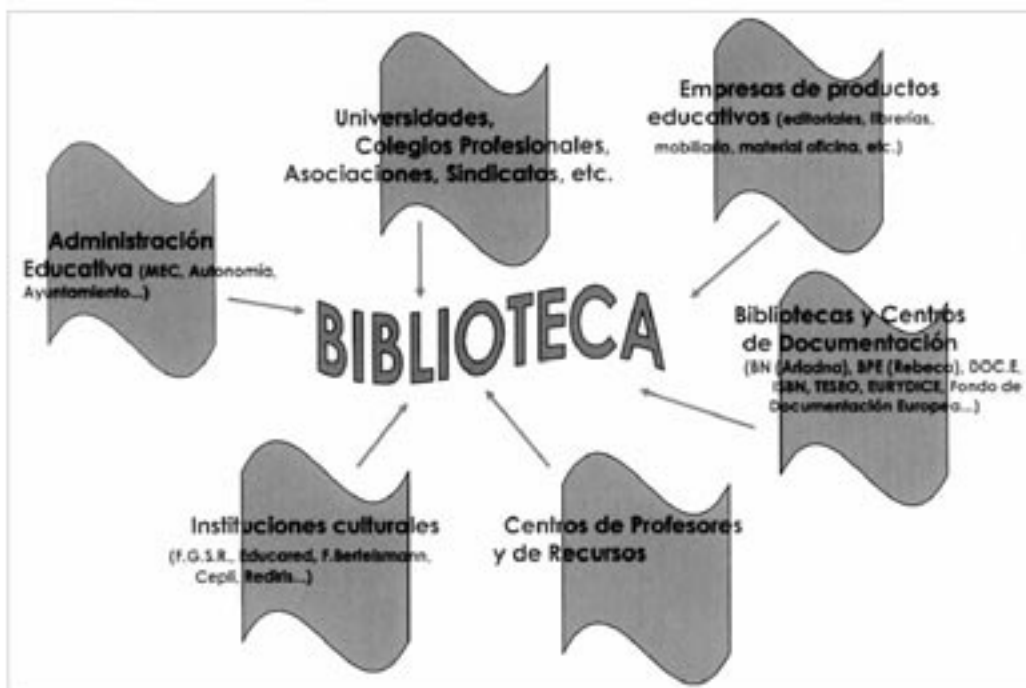 Universidades,
Colegios Profesionales,
Asociaciones, Sindicatos, etc.
Empresas de productos
educativos (editoriales, librerías,
mobiliario, material oficina, etc.)
Administración
Educativa (MEC, Autonomía,
Ayuntamiento...)
BIBLIOTECA
Bibliotecas y Centros
de Documentación
(BN (Ariadna), BPE (Rebeca), DOC.E,
ISBN, TESEO, EURYDICE, Fondo de
Documentación Europea...)
Instituciones culturales
(F.G.S.R., Educared, F.Bertelsmann,
Cepli, Rediris...)
Centros de Profesores
y de Recursos